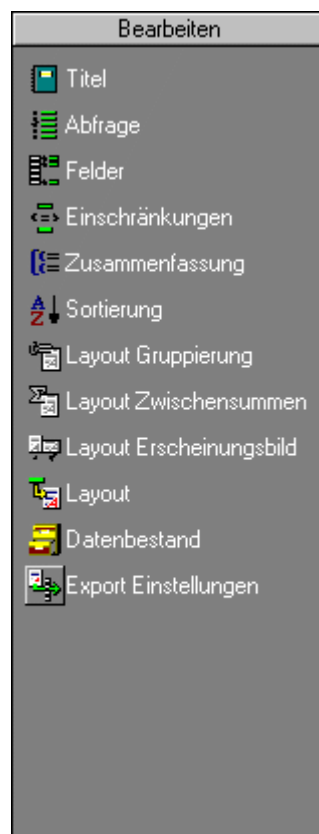 Bearbeiten
Titel
Abfrage
Felder
Einschränkungen
Zusammenfassung
Sortierung
Layout Gruppierung
Layout Zwischensummen
Layout Erscheinungsbild
Layout
Datenbestand
Export Einstellungen